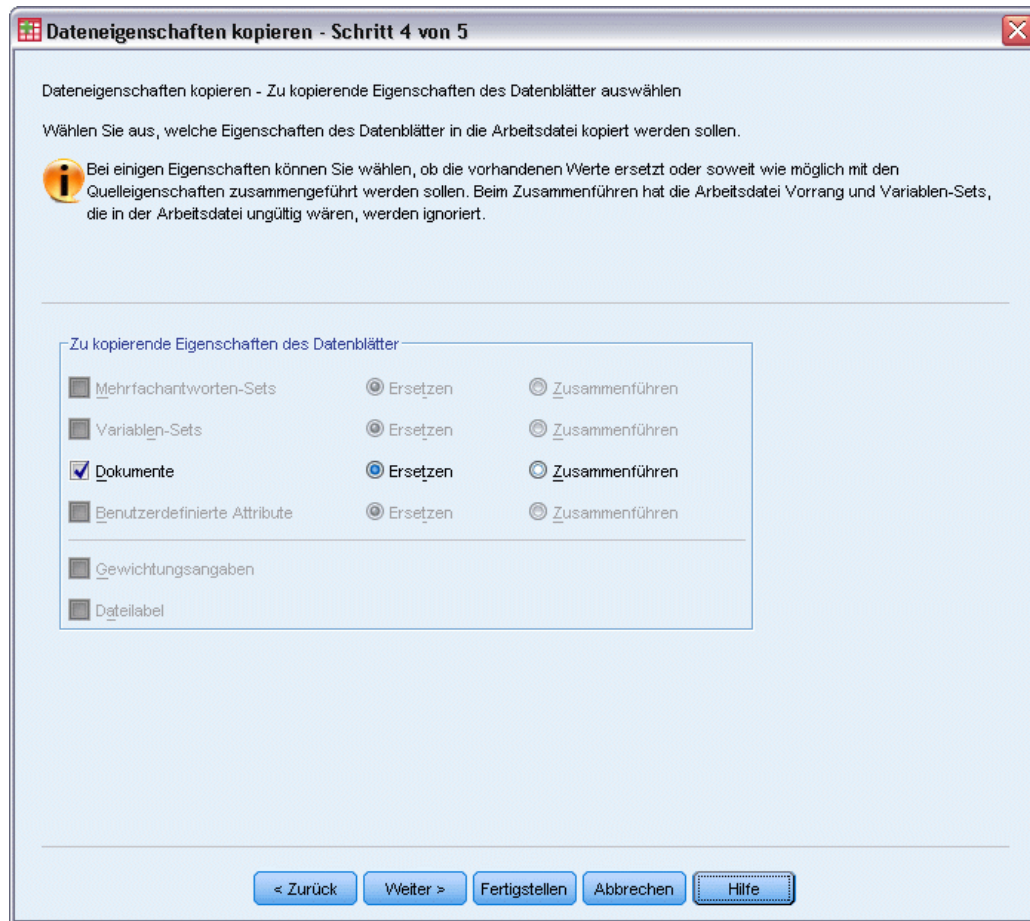 Dateneigenschaften kopieren - Schritt 4 von 5
Dateneigenschaften kopieren - Zu kopierende Eigenschaften des Datenblätter auswählen
Wählen Sie aus, welche Eigenschaften des Datenblätter in die Arbeitsdatei kopiert werden sollen.
Bei einigen Eigenschaften können Sie wählen, ob die vorhandenen Werte ersetzt oder soweit wie möglich mit den
Quelleigenschaften zusammengeführt werden sollen. Beim Zusammenführen hat die Arbeitsdatei Vorrang und Variablen-Sets,
die in der Arbeitsdatei ungültig wären, werden ignoriert.
Zu kopierende Eigenschaften des Datenblätter
Mehrfachantworten-Sets Ersetzen Zusammenführen
Variablen-Sets Ersetzen Zusammenführen
Dokumente Ersetzen Zusammenführen
Benutzerdefinierte Attribute Ersetzen Zusammenführen
Gewichtungsangaben
Dateilabel
< Zurück Weiter > Fertigstellen Abbrechen Hilfe